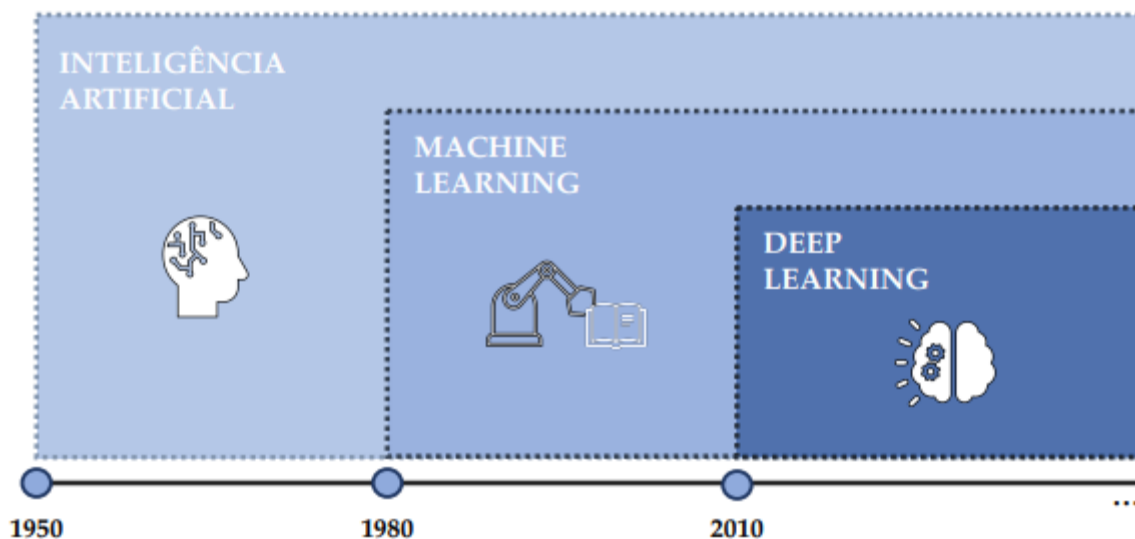 INTELIGÊNCIA
ARTIFICIAL
MACHINE
LEARNING
DEEP
LEARNING
...
1950
1980
2010